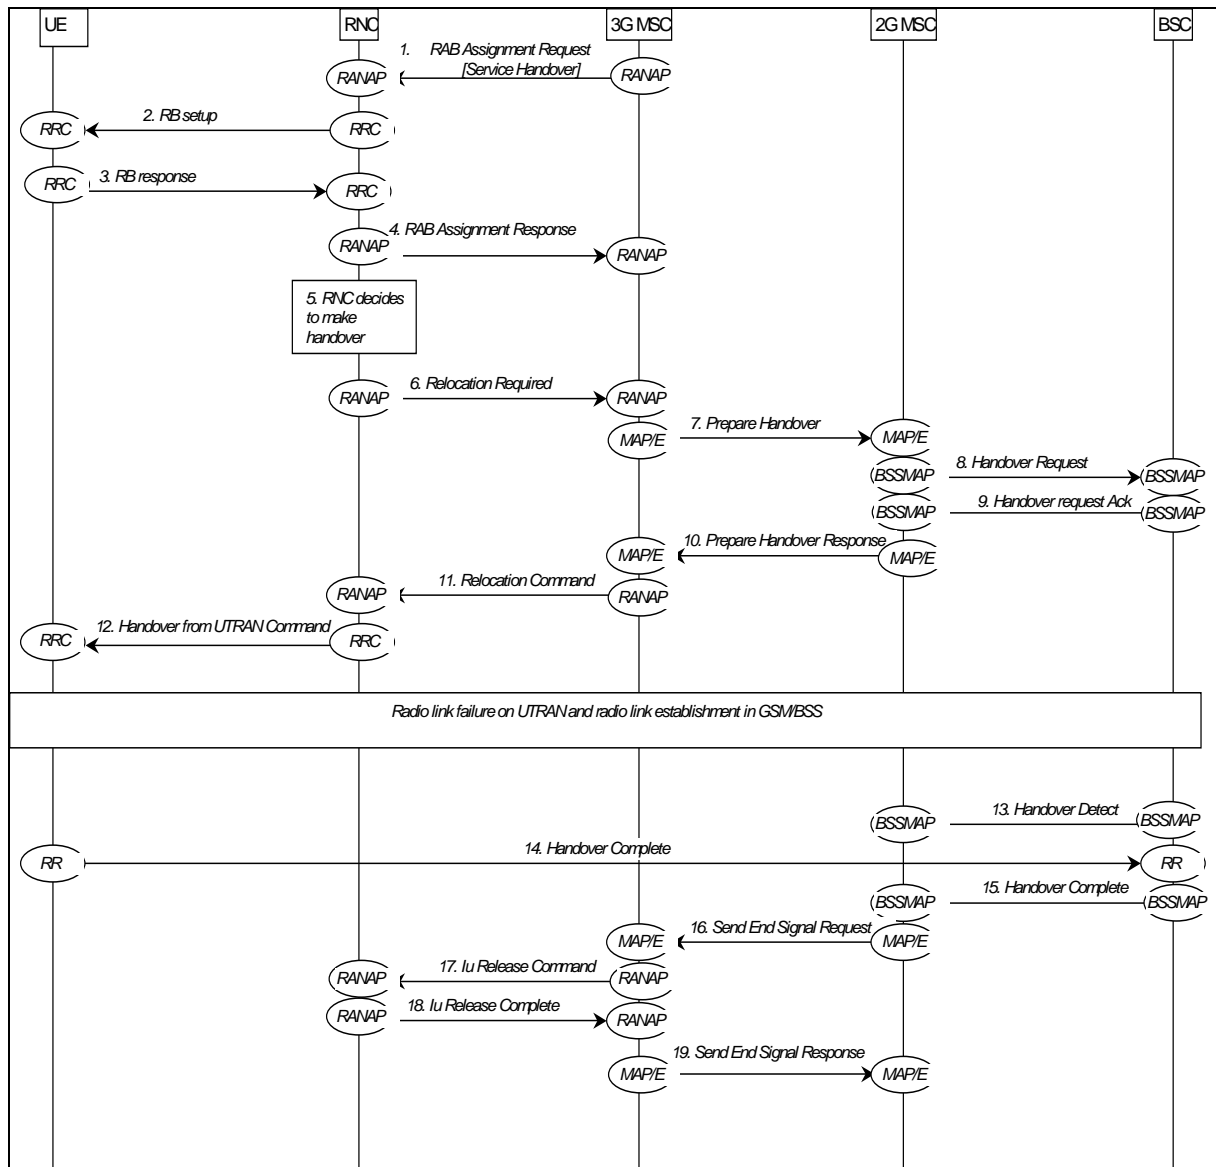 UE RNC 3G MSC 2G MSC BSC
1. RAB Assignment Request
[Service Handover]
RANAP RANAP
2. RB setup
RRC RRC
3. RB response
RRC RRC
4. RAB Assignment Response
RANAP RANAP
5. RNC decides
to make
handover
6. Relocation Required
RANAP RANAP
7. Prepare Handover
MAP/E MAP/E
8. Handover Request
BSSMAP BSSMAP
9. Handover request Ack
BSSMAP BSSMAP
10. Prepare Handover Response
MAP/E MAP/E
11. Relocation Command
RANAP RANAP
12. Handover from UTRAN Command
RRC RRC
Radio link failure on UTRAN and radio link establishment in GSM/BSS
13. Handover Detect
BSSMAP BSSMAP
14. Handover Complete
RR RR
15. Handover Complete
BSSMAP BSSMAP
16. Send End Signal Request
MAP/E MAP/E
17. Iu Release Command
RANAP RANAP
18. Iu Release Complete
RANAP RANAP
19. Send End Signal Response
MAP/E MAP/E